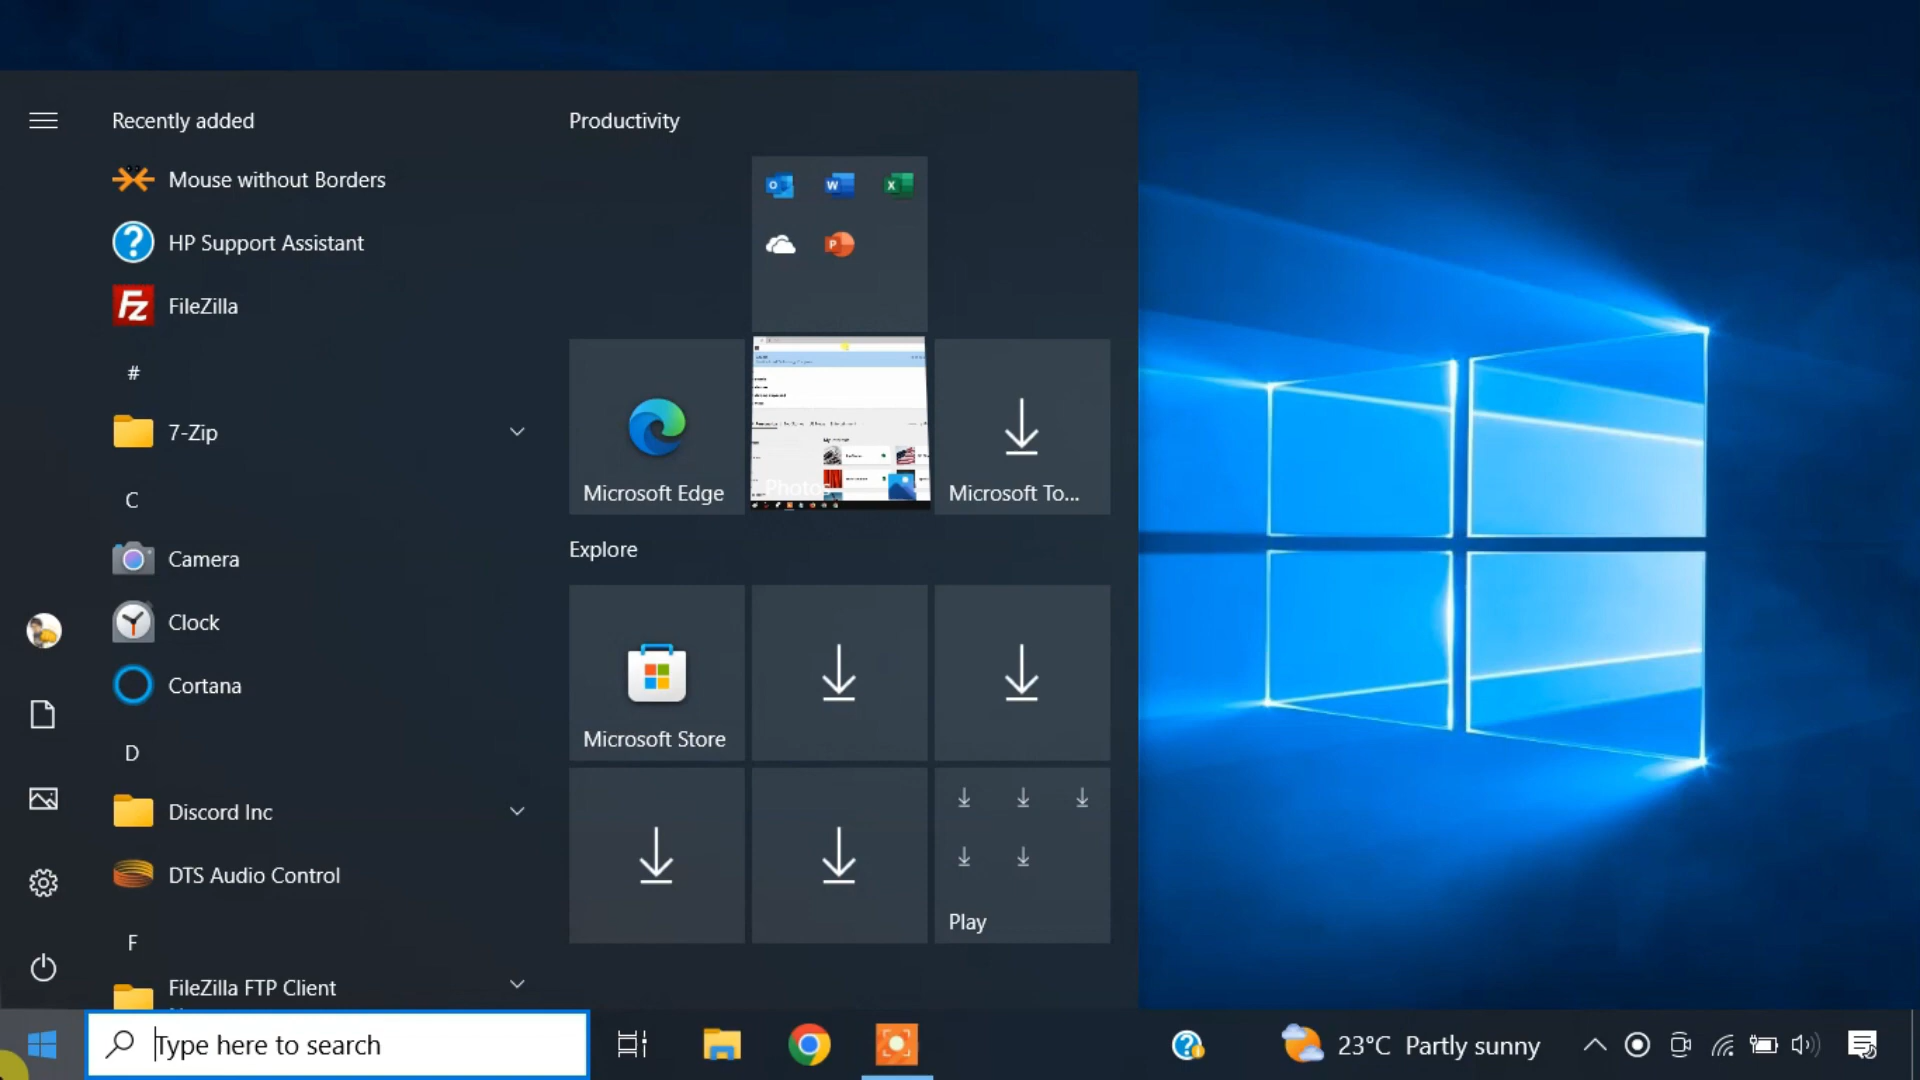 Recently added
Mouse without Borders
HP Support Assistant
FileZilla
#
7-Zip
C
Camera
Clock
Cortana
D
Discord Inc
DTS Audio Control
F
FileZilla FTP Client
Productivity
Microsoft Edge
Photos
Microsoft To...
Explore
Microsoft Store
Play
Type here to search
23°C Partly sunny